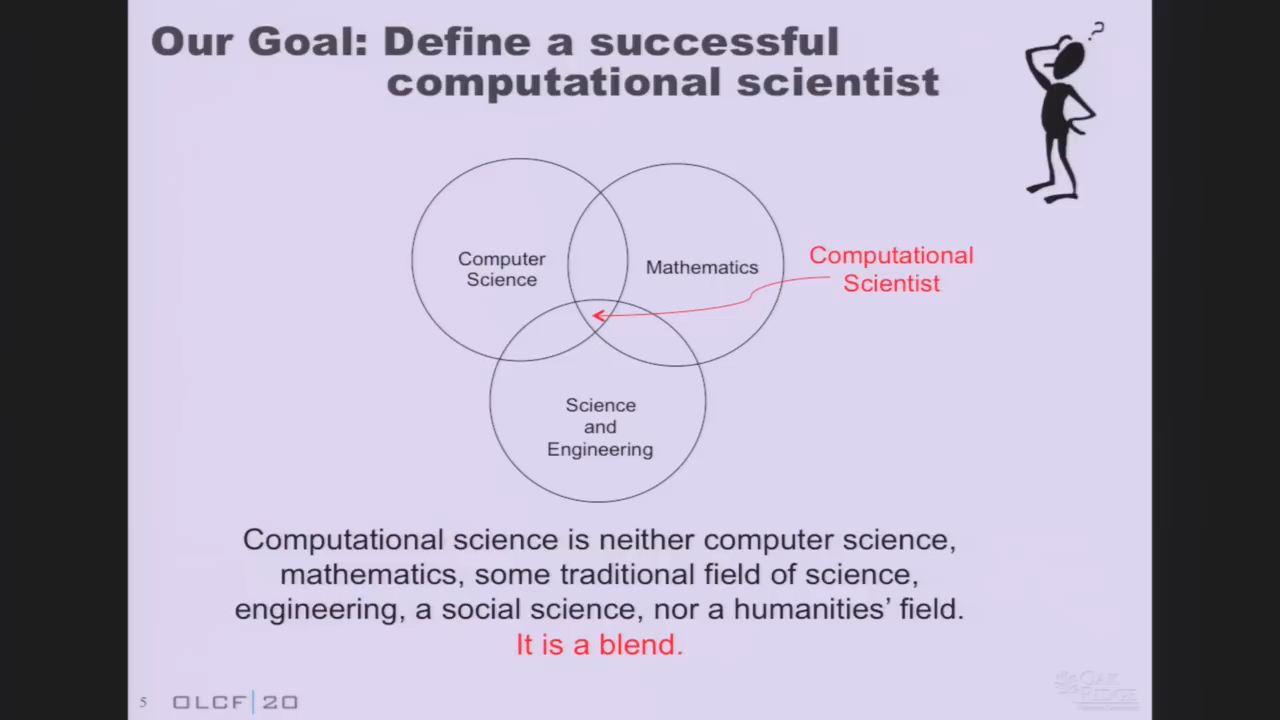 Our Goal: Define a successful
computational scientist
?
Computer
Science
Mathematics
Computational
Scientist
Science
and
Engineering
Computational science is neither computer science,
mathematics, some traditional field of science,
engineering, a social science, nor a humanities’ field.
It is a blend.
5
OLCF|20
OAK
RIDGE